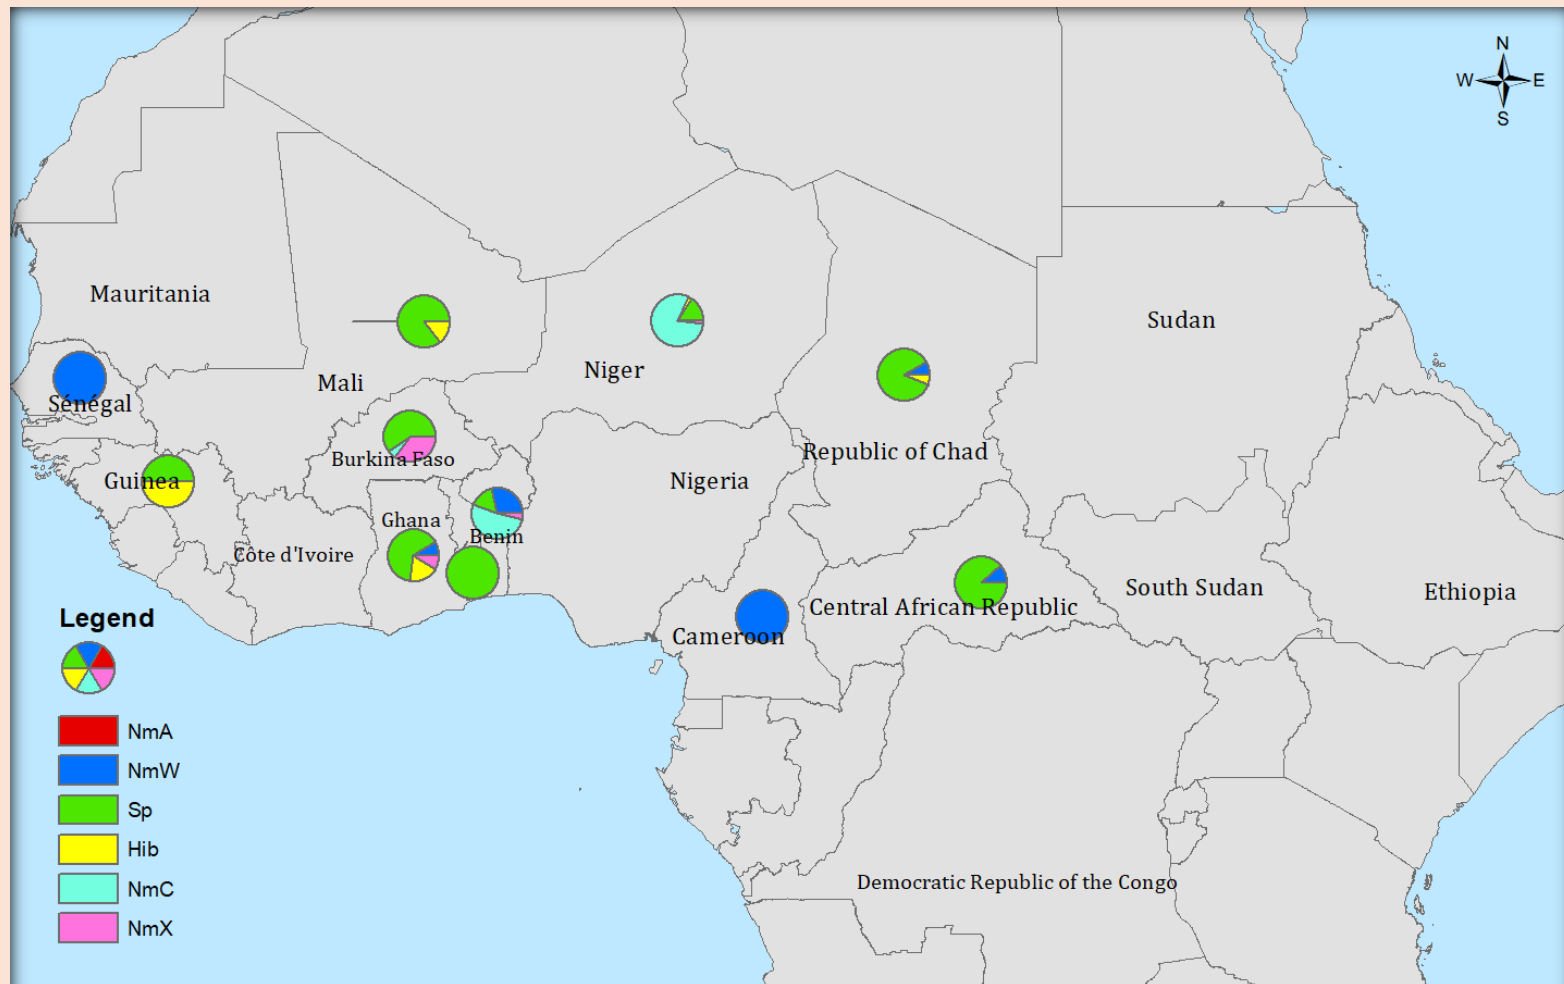 N
W E
S
Mauritania
Sudan
Niger
Mali
Sénégal
Republic of Chad
Burkina Faso
Guinea
Nigeria
Ghana
Benin
Côte d'Ivoire
South Sudan
Ethiopia
Central African Republic
Cameroon
Democratic Republic of the Congo
Legend
NmA
NmW
Sp
Hib
NmC
NmX